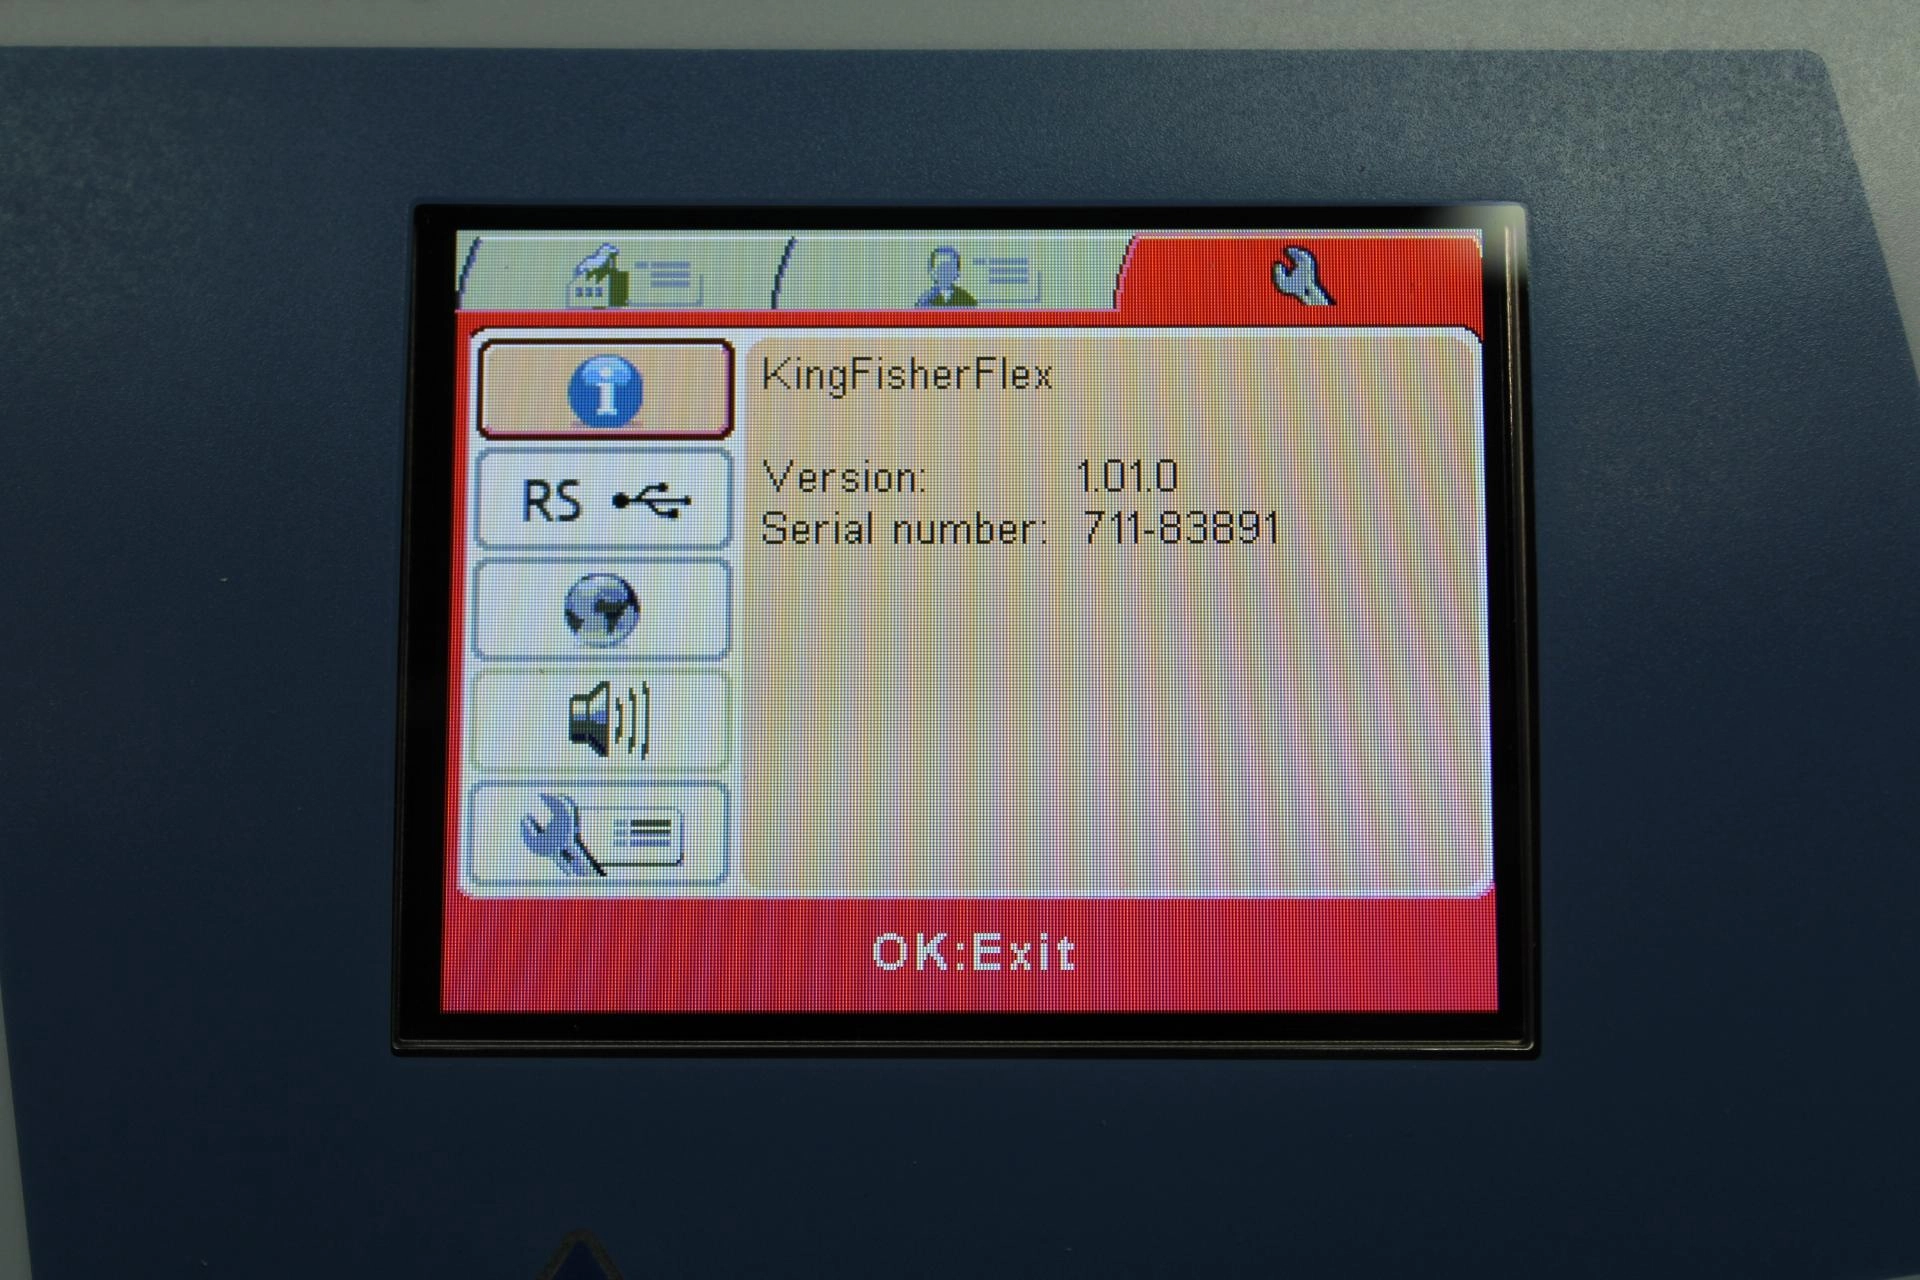 KingFisherFlex
Version: 1.01.0
Serial number: 711-83891
RS
OK:Exit